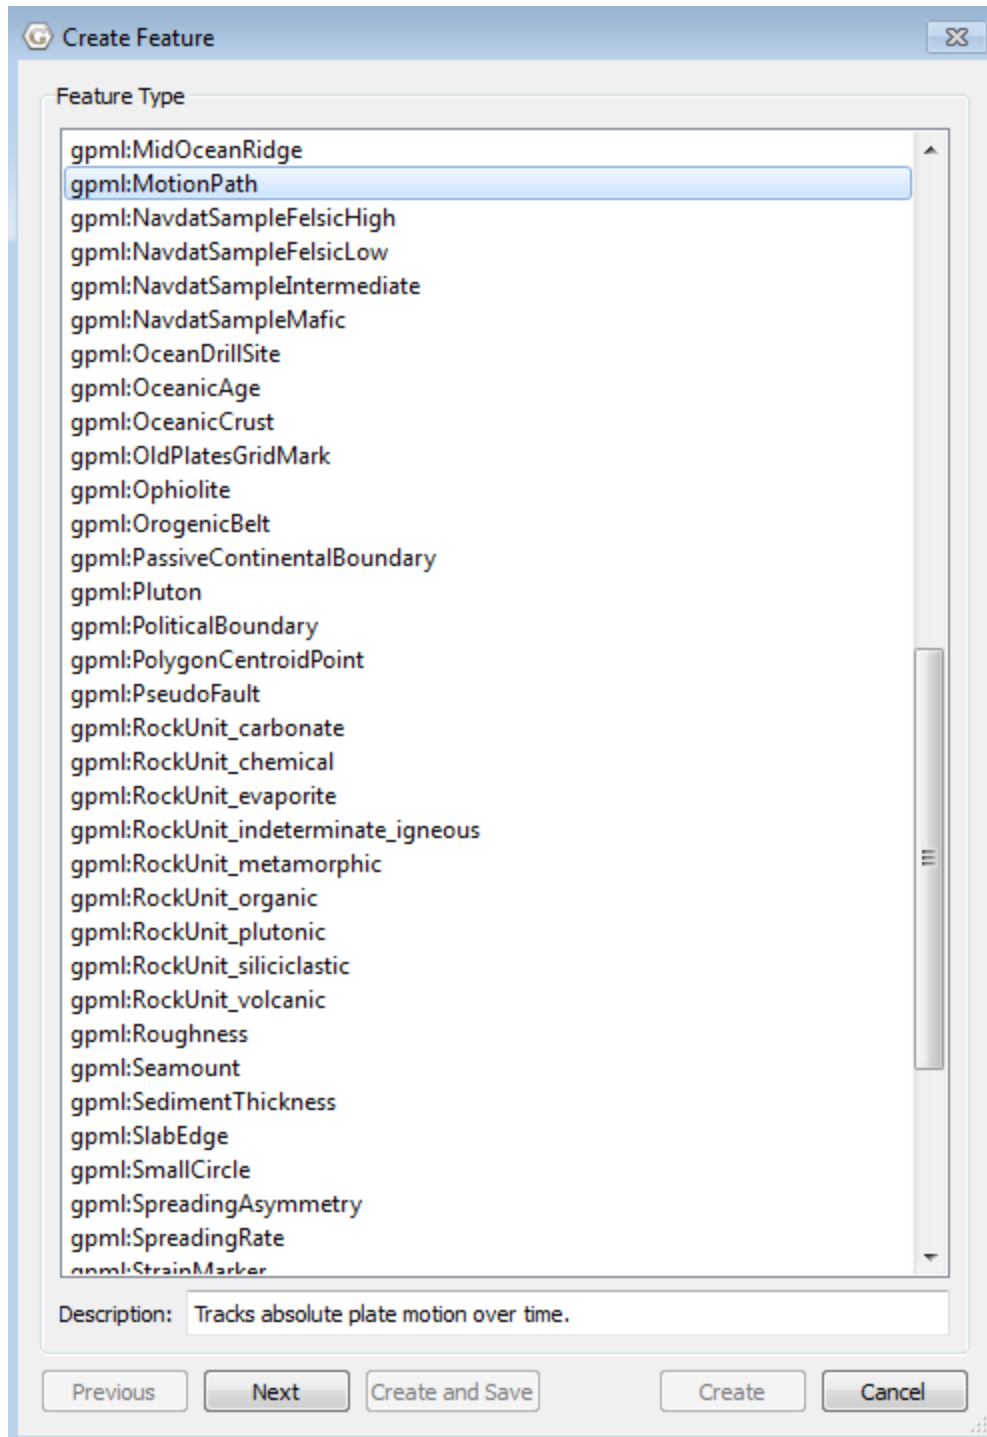 Create Feature
Feature Type
gpml:MidOceanRidge
gpml:MotionPath
gpml:NavdatSampleFelsicHigh
gpml:NavdatSampleFelsicLow
gpml:NavdatSampleIntermediate
gpml:NavdatSampleMafic
gpml:OceanDrillSite
gpml:OceanicAge
gpml:OceanicCrust
gpml:OldPlatesGridMark
gpml:Ophiolite
gpml:OrogenicBelt
gpml:PassiveContinentalBoundary
gpml:Pluton
gpml:PoliticalBoundary
gpml:PolygonCentroidPoint
gpml:PseudoFault
gpml:RockUnit_carbonate
gpml:RockUnit_chemical
gpml:RockUnit_evaporite
gpml:RockUnit_indeterminate_igneous
gpml:RockUnit_metamorphic
gpml:RockUnit_organic
gpml:RockUnit_plutonic
gpml:RockUnit_siliciclastic
gpml:RockUnit_volcanic
gpml:Roughness
gpml:Seamount
gpml:SedimentThickness
gpml:SlabEdge
gpml:SmallCircle
gpml:SpreadingAsymmetry
gpml:SpreadingRate
gpml:StrainMarker
Description: Tracks absolute plate motion over time.
Previous Next Create and Save Create Cancel